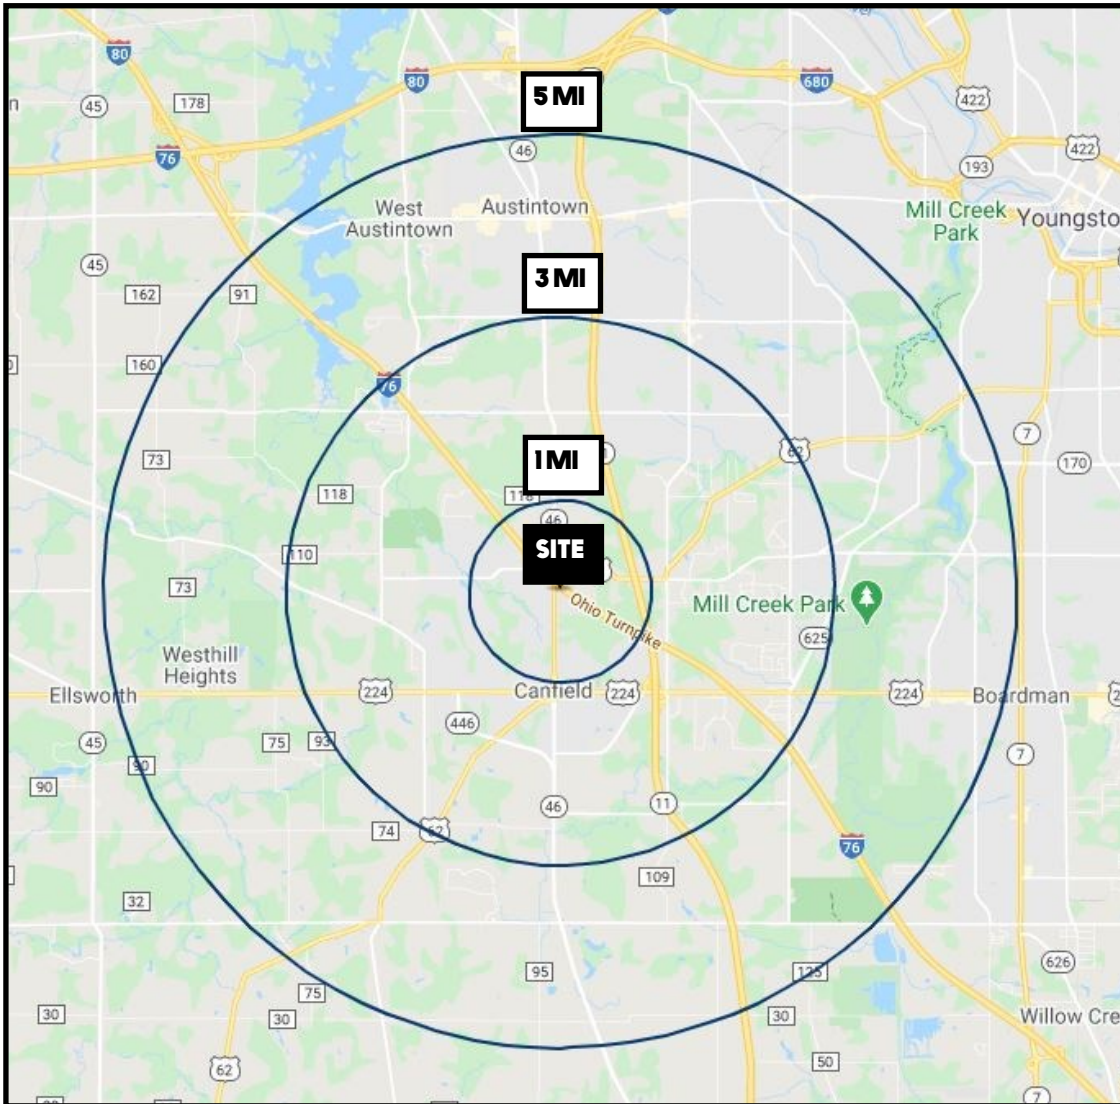 80
45
178
80
5 MI
680
422
76
46
193
422
West
Austintown
Austintown
Mill Creek
Park
Youngsto
45
162
91
3 MI
160
76
7
62
73
118
1 MI
170
118
46
110
SITE
73
Ohio Turnpike
Mill Creek Park
625
Westhill
Heights
Ellsworth
224
Canfield
224
224
Boardman
446
45
75
93
90
7
90
46
11
74
62
76
109
32
95
135
626
75
30
30
30
Willow Cre
62
50
7